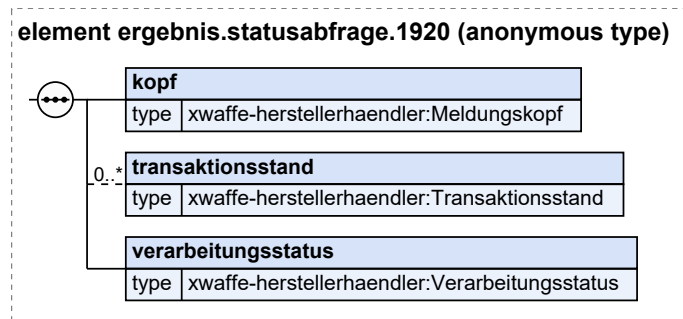 element ergebnis.statusabfrage.1920 (anonymous type)
kopf
type xwaffe-herstellerhaendler:Meldungskopf
0..*
transaktionsstand
type xwaffe-herstellerhaendler:Transaktionsstand
verarbeitungsstatus
type xwaffe-herstellerhaendler:Verarbeitungsstatus